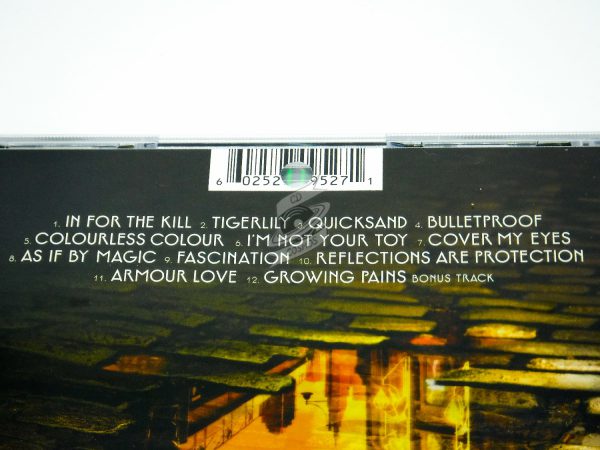 6 02527 9527 1
1. IN FOR THE KILL 2. TIGERLILY 3. QUICKSAND 4. BULLETPROOF
5. COLOURLESS COLOUR 6. I'M NOT YOUR TOY 7. COVER MY EYES
8. AS IF BY MAGIC 9. FASCINATION 10. REFLECTIONS ARE PROTECTION
11. ARMOUR LOVE 12. GROWING PAINS BONUS TRACK